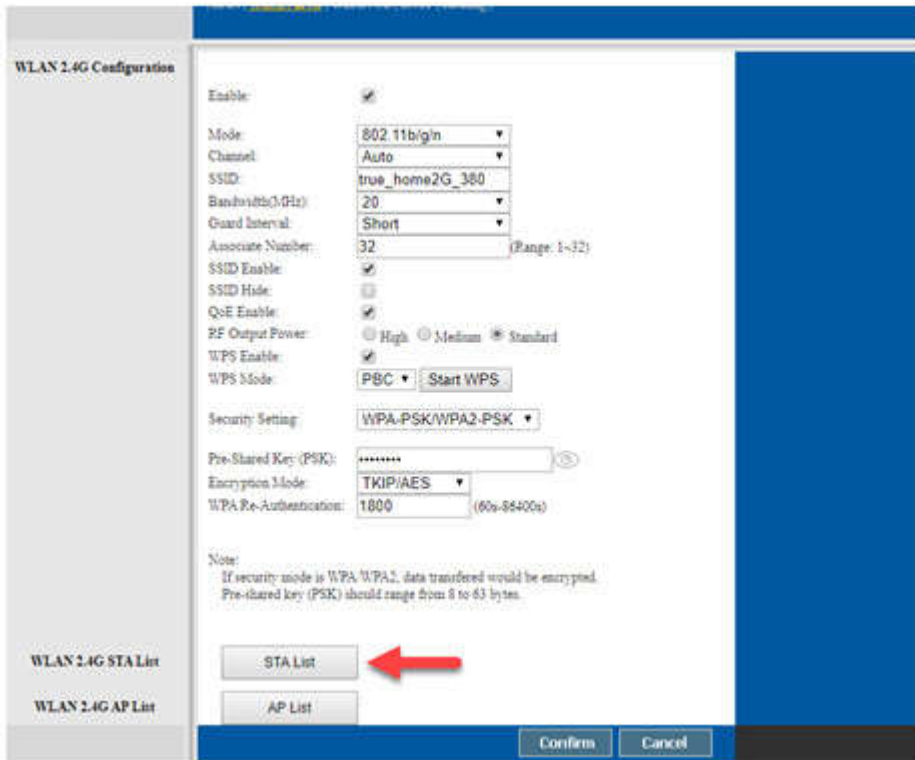 WLAN 2.4G Configuration
Enable:
Mode: 802.11b/g/n
Channel: Auto
SSID: true_home2G_380
Bandwidth(MHz): 20
Guard Interval: Short
Associate Number: 32 (Range: 1~32)
SSID Enable:
SSID Hide:
QoE Enable:
RF Output Power: High Medium Standard
WPS Enable:
WPS Mode: PBC Start WPS
Security Setting: WPA-PSK/WPA2-PSK
Pre-Shared Key (PSK): ••••••••
Encryption Mode: TKIP/AES
WPA Re-Authentication: 1800 (60s-86400s)
Note:
If security mode is WPA/WPA2, data transfered would be encrypted.
Pre-shared key (PSK) should range from 8 to 63 bytes.
WLAN 2.4G STA List STA List
WLAN 2.4G AP List AP List
Confirm Cancel